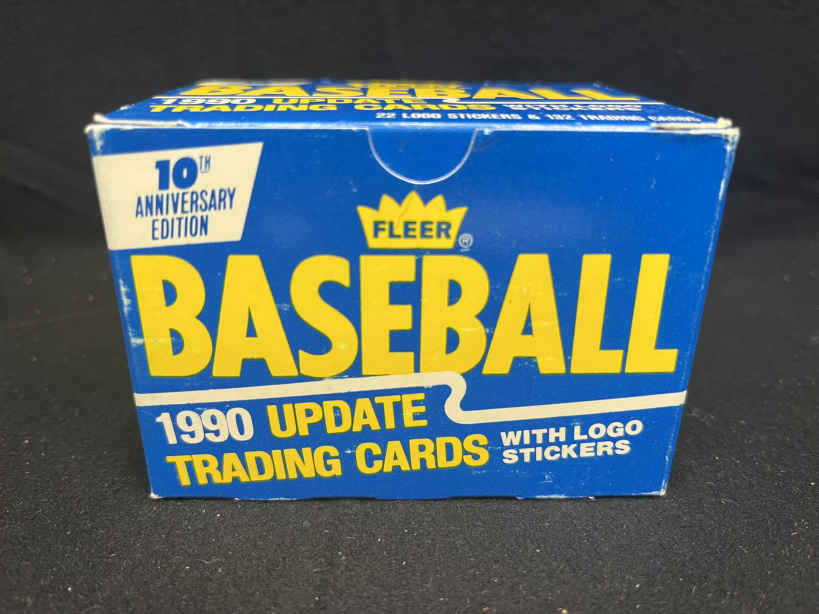 BASEBALL
1990 UPDATE
TRADING CARDS WITH LOGO STICKERS
22 LOGO STICKERS & 132 TRADING CARDS
10TH
ANNIVERSARY
EDITION
FLEER®
BASEBALL
1990 UPDATE
TRADING CARDS
WITH LOGO
STICKERS